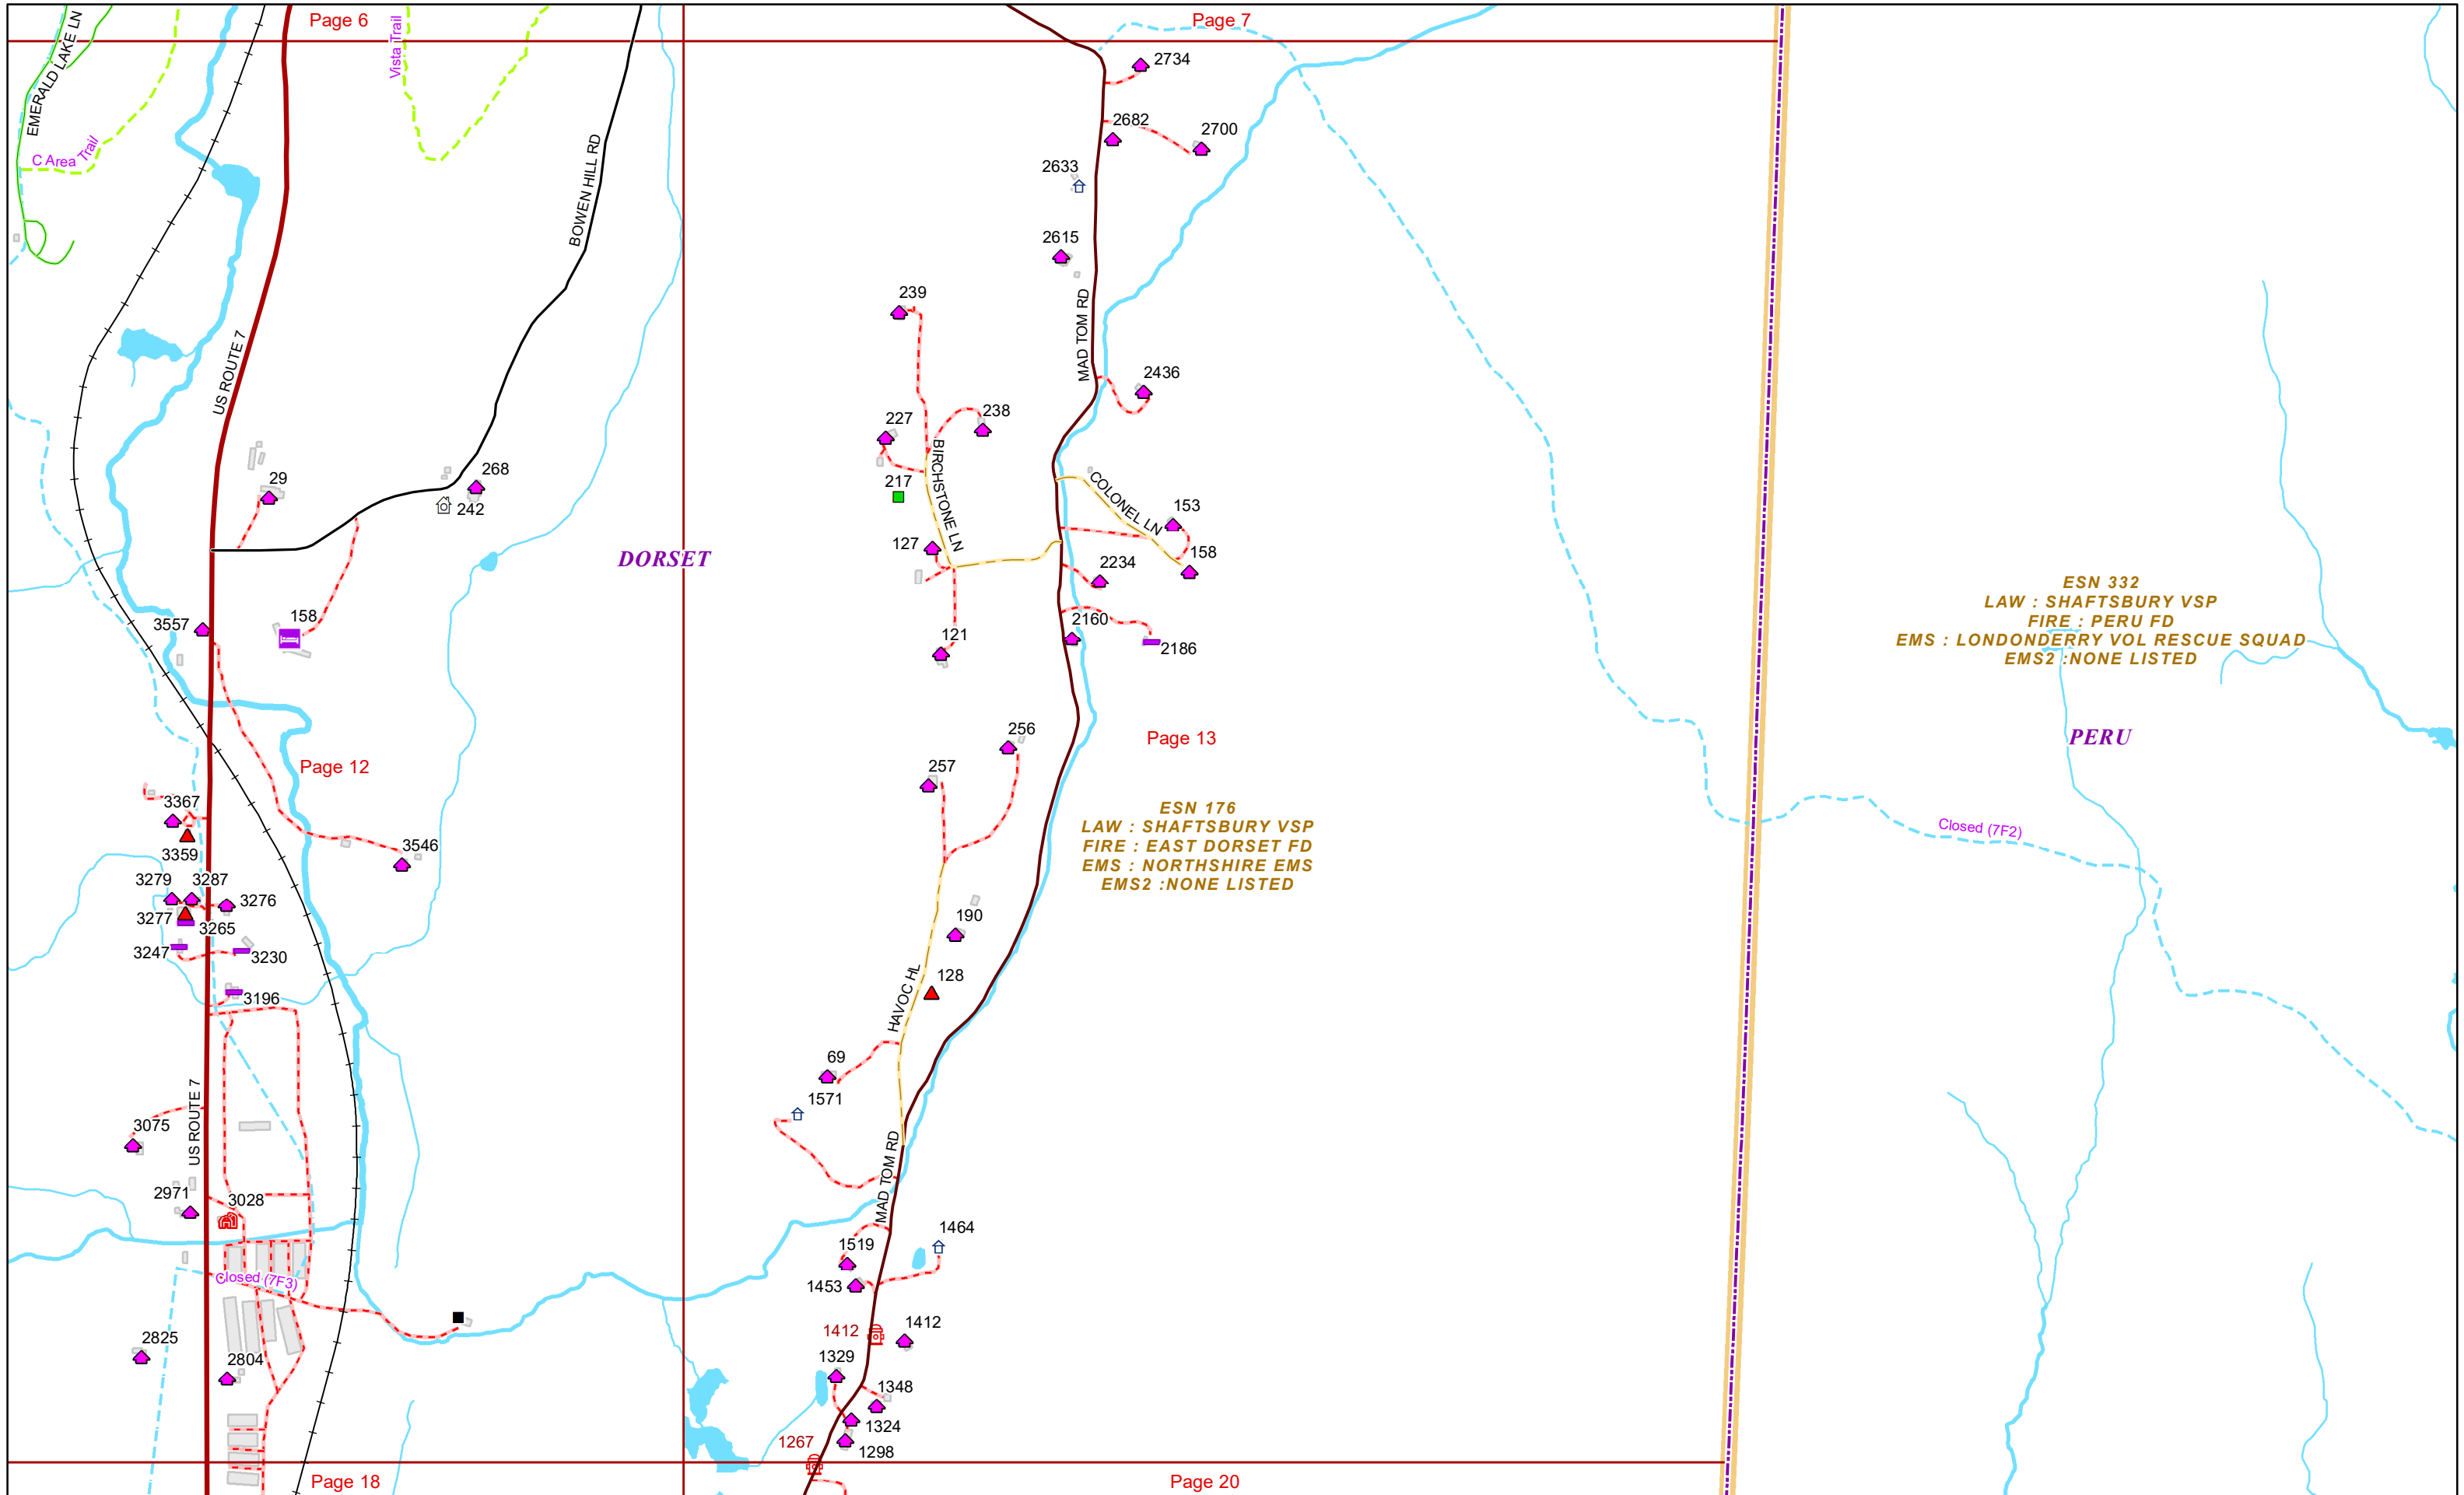 Page 6
Page 7
EMERALD LAKE LN
Vista Trail
C Area Trail
BOWEN HILL RD
2734
2682
2700
2633
2615
239
MAD TOM RD
US ROUTE 7
2436
227
238
BIRCHSTONE LN
29
268
242
217
COLONEL LN
153
127
158
2234
DORSET
ESN 332
LAW : SHAFTSBURY VSP
FIRE : PERU FD
EMS : LONDONDERRY VOL RESCUE SQUAD
EMS2 :NONE LISTED
3557
158
121
2160
2186
256
Page 13
PERU
Page 12
257
3367
3359
3546
ESN 176
LAW : SHAFTSBURY VSP
FIRE : EAST DORSET FD
EMS : NORTHSHIRE EMS
EMS2 :NONE LISTED
Closed (7F2)
3279
3287
3276
3277
3265
3247
3230
3196
190
HAVOC HL
128
69
1571
US ROUTE 7
3075
MAD TOM RD
2971
3028
1464
1519
1453
Closed (7F3)
1412
1412
2825
2804
1329
1348
1324
1298
1267
Page 18
Page 20